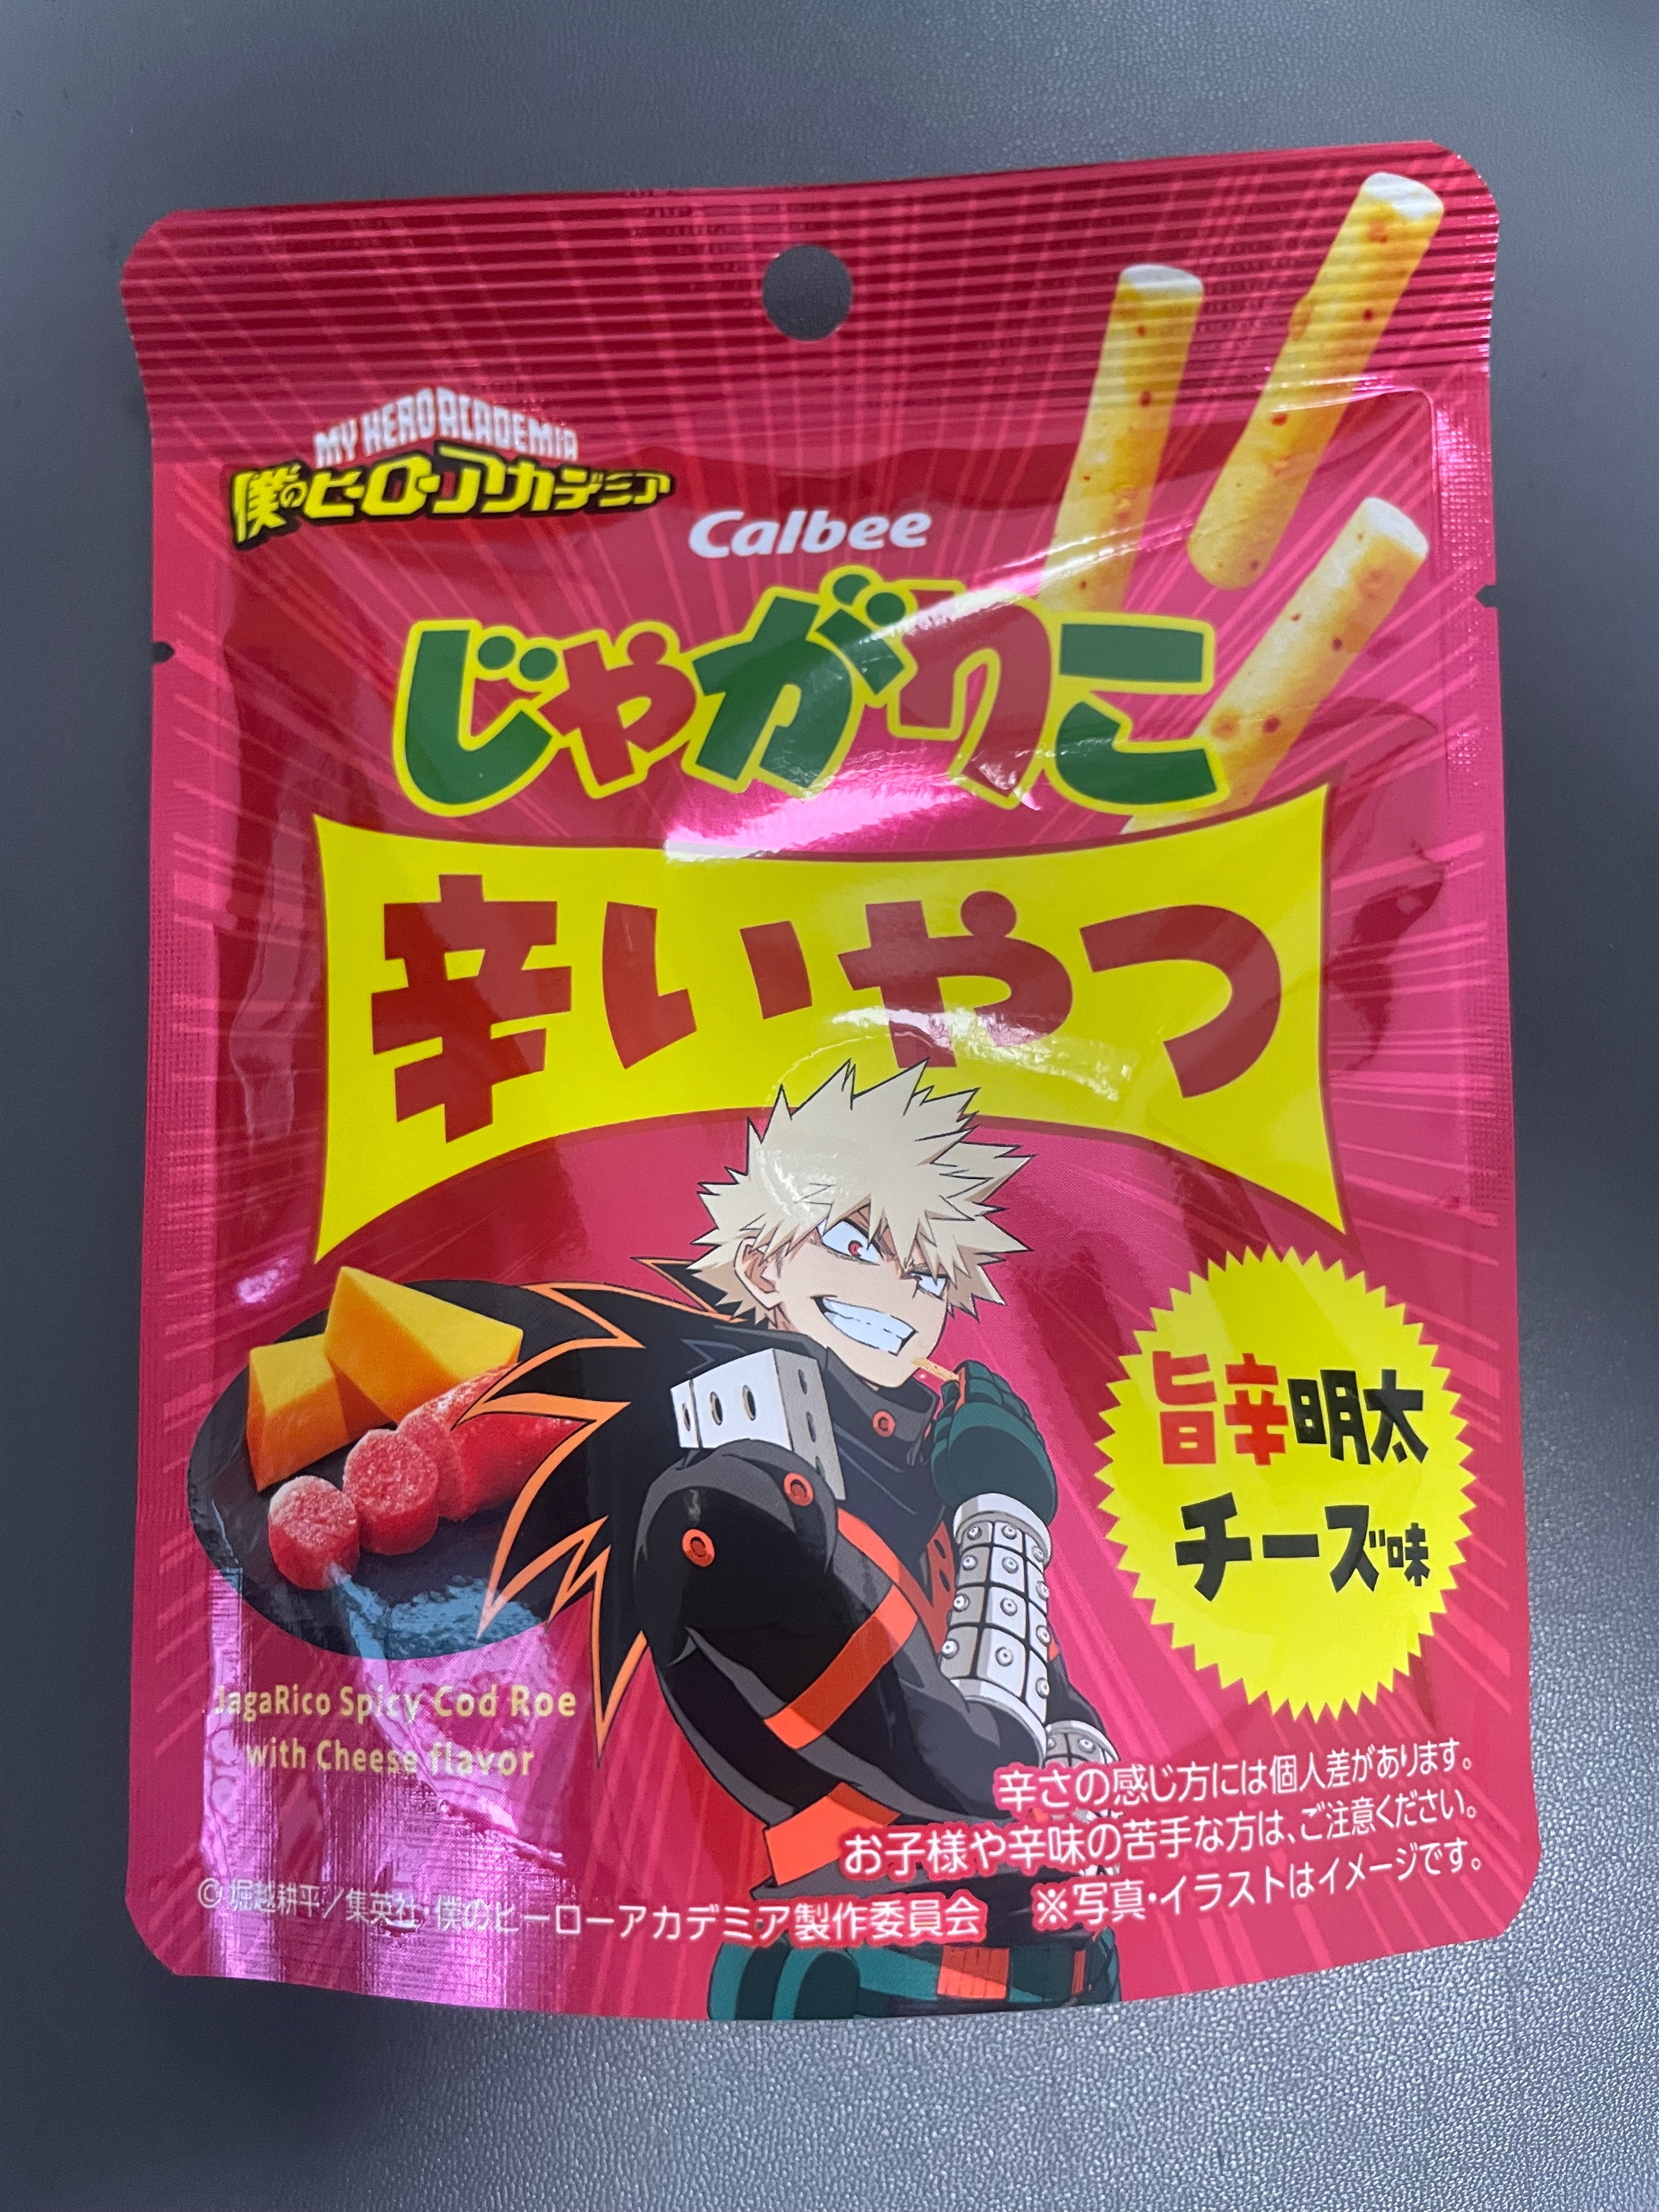 MY HERO ACADEMIA
僕のヒーローアカデミア
Calbee
じゃがりこ
辛いやつ
旨辛明太
チーズ味
JagaRico Spicy Cod Roe
with Cheese flavor
辛さの感じ方には個人差があります。
お子様や辛味の苦手な方は、ご注意ください。
©堀越耕平／集英社・僕のヒーローアカデミア製作委員会 ※写真・イラストはイメージです。